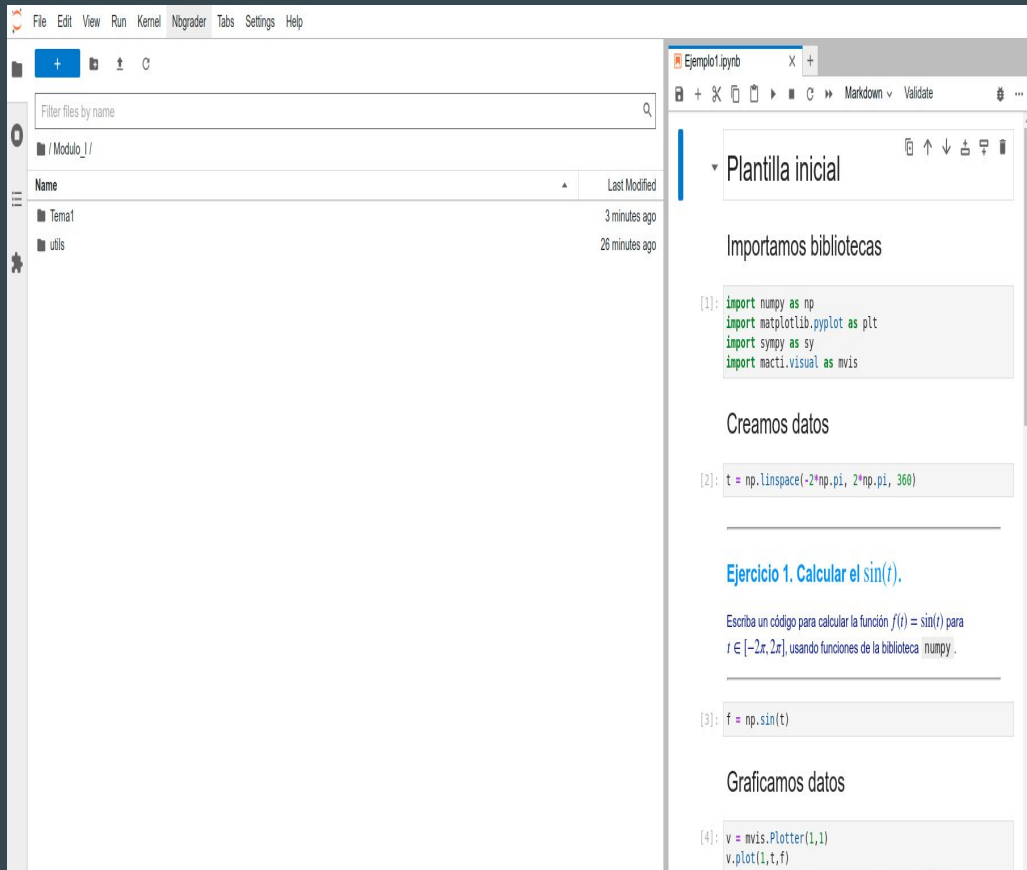 File Edit View Run Kernel Nbgrader Tabs Settings Help
Filter files by name
/ Modulo_I /
Name Last Modified
Tema1 3 minutes ago
utils 26 minutes ago
Ejemplo1.ipynb
Markdown Validate
Plantilla inicial
Importamos bibliotecas
[1]: import numpy as np
import matplotlib.pyplot as plt
import sympy as sy
import macti.visual as mvis
Creamos datos
[2]: t = np.linspace(-2*np.pi, 2*np.pi, 360)
Ejercicio 1. Calcular el sin(t).
Escriba un código para calcular la función f(t) = sin(t) para
t ∈ [−2π, 2π], usando funciones de la biblioteca numpy .
[3]: f = np.sin(t)
Graficamos datos
[4]: v = mvis.Plotter(1,1)
v.plot(1,t,f)